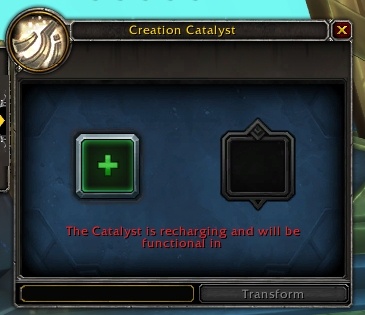 Creation Catalyst
The Catalyst is recharging and will be
functional in
Transform